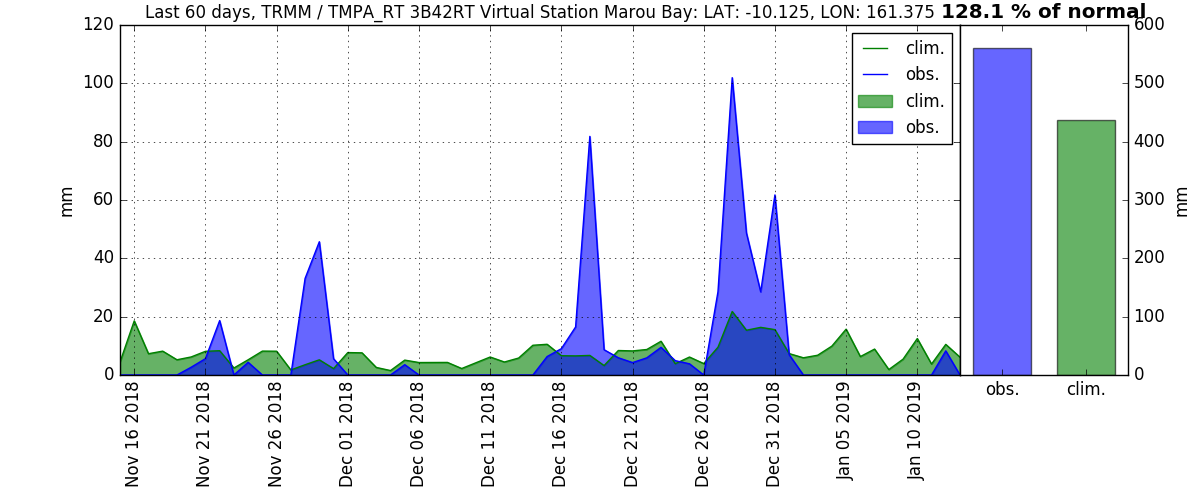 Last 60 days, TRMM / TMPA_RT 3B42RT Virtual Station Marou Bay: LAT: -10.125, LON: 161.375 128.1 % of normal
120
100
80
60
40
20
0
mm
clim.
obs.
clim.
obs.
600
500
400
300
200
100
0
mm
Nov 16 2018
Nov 21 2018
Nov 26 2018
Dec 01 2018
Dec 06 2018
Dec 11 2018
Dec 16 2018
Dec 21 2018
Dec 26 2018
Dec 31 2018
Jan 05 2019
Jan 10 2019
obs.
clim.